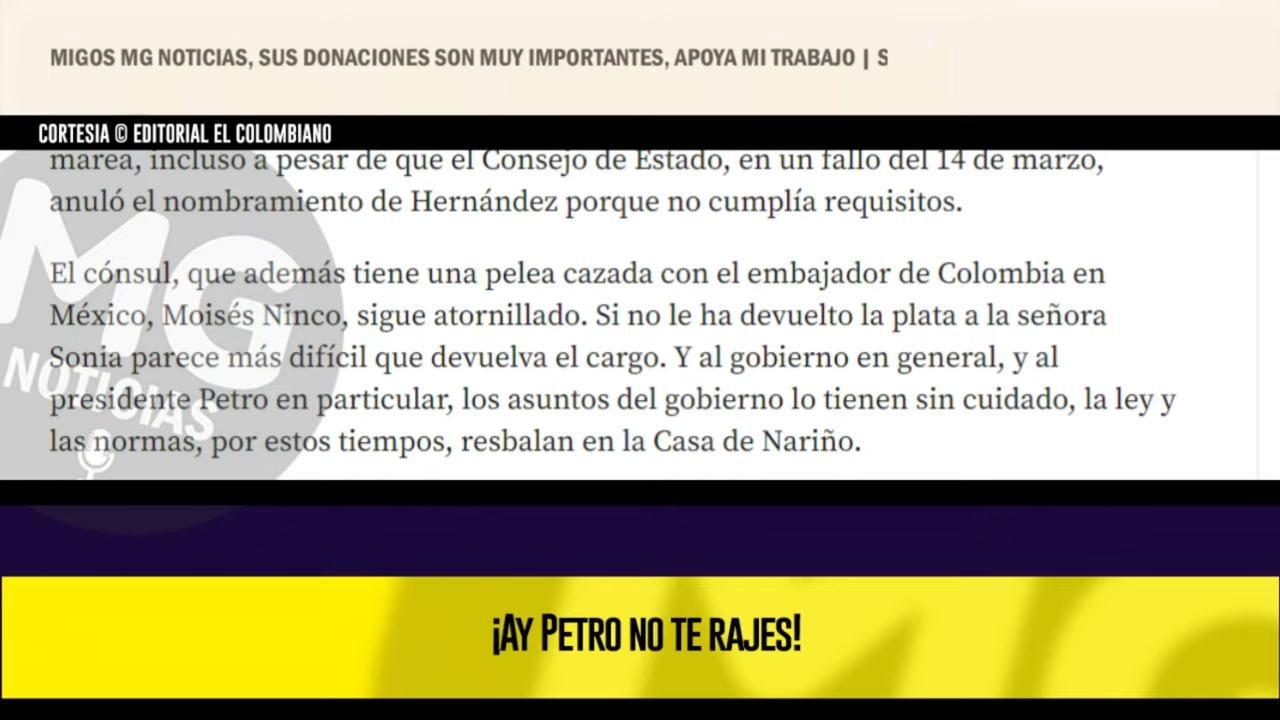 MIGOS MG NOTICIAS, SUS DONACIONES SON MUY IMPORTANTES, APOYA MI TRABAJO | S
CORTESIA © EDITORIAL EL COLOMBIANO
marea, incluso a pesar de que el Consejo de Estado, en un fallo del 14 de marzo,
anuló el nombramiento de Hernández porque no cumplía requisitos.
El cónsul, que además tiene una pelea cazada con el embajador de Colombia en
México, Moisés Ninco, sigue atornillado. Si no le ha devuelto la plata a la señora
Sonia parece más difícil que devuelva el cargo. Y al gobierno en general, y al
presidente Petro en particular, los asuntos del gobierno lo tienen sin cuidado, la ley y
las normas, por estos tiempos, resbalan en la Casa de Nariño.
MG
NOTICIAS
¡AY PETRO NO TE RAJES!